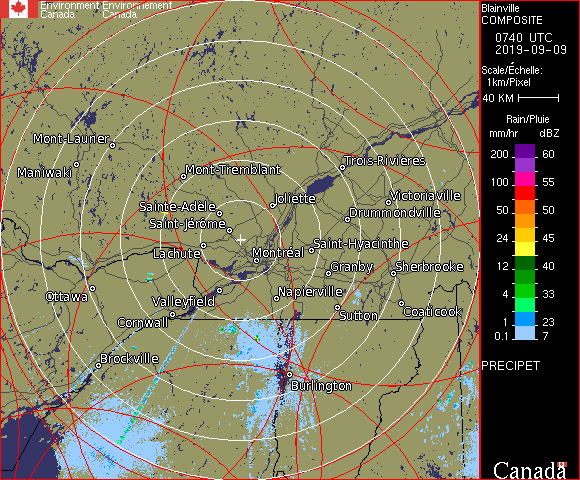 Environment Environnement
Canada Canada
Blainville
COMPOSITE
0740 UTC
2019-09-09
Scale/Échelle:
1km/Pixel
40 KM
Rain/Pluie
mm/hr dBZ
200 60
150 57
100 55
50 50
24 45
12 40
4 33
1 23
0.1 7
PRECIPET
Mont-Laurier
Maniwaki
Mont-Tremblant
Trois-Rivières
Joliette
Victoriaville
Sainte-Adèle
Drummondville
Saint-Jérôme
Saint-Hyacinthe
Lachute
Montréal
Granby
Sherbrooke
Ottawa
Valleyfield
Napierville
Cornwall
Sutton
Coaticook
Brockville
Burlington
Canada